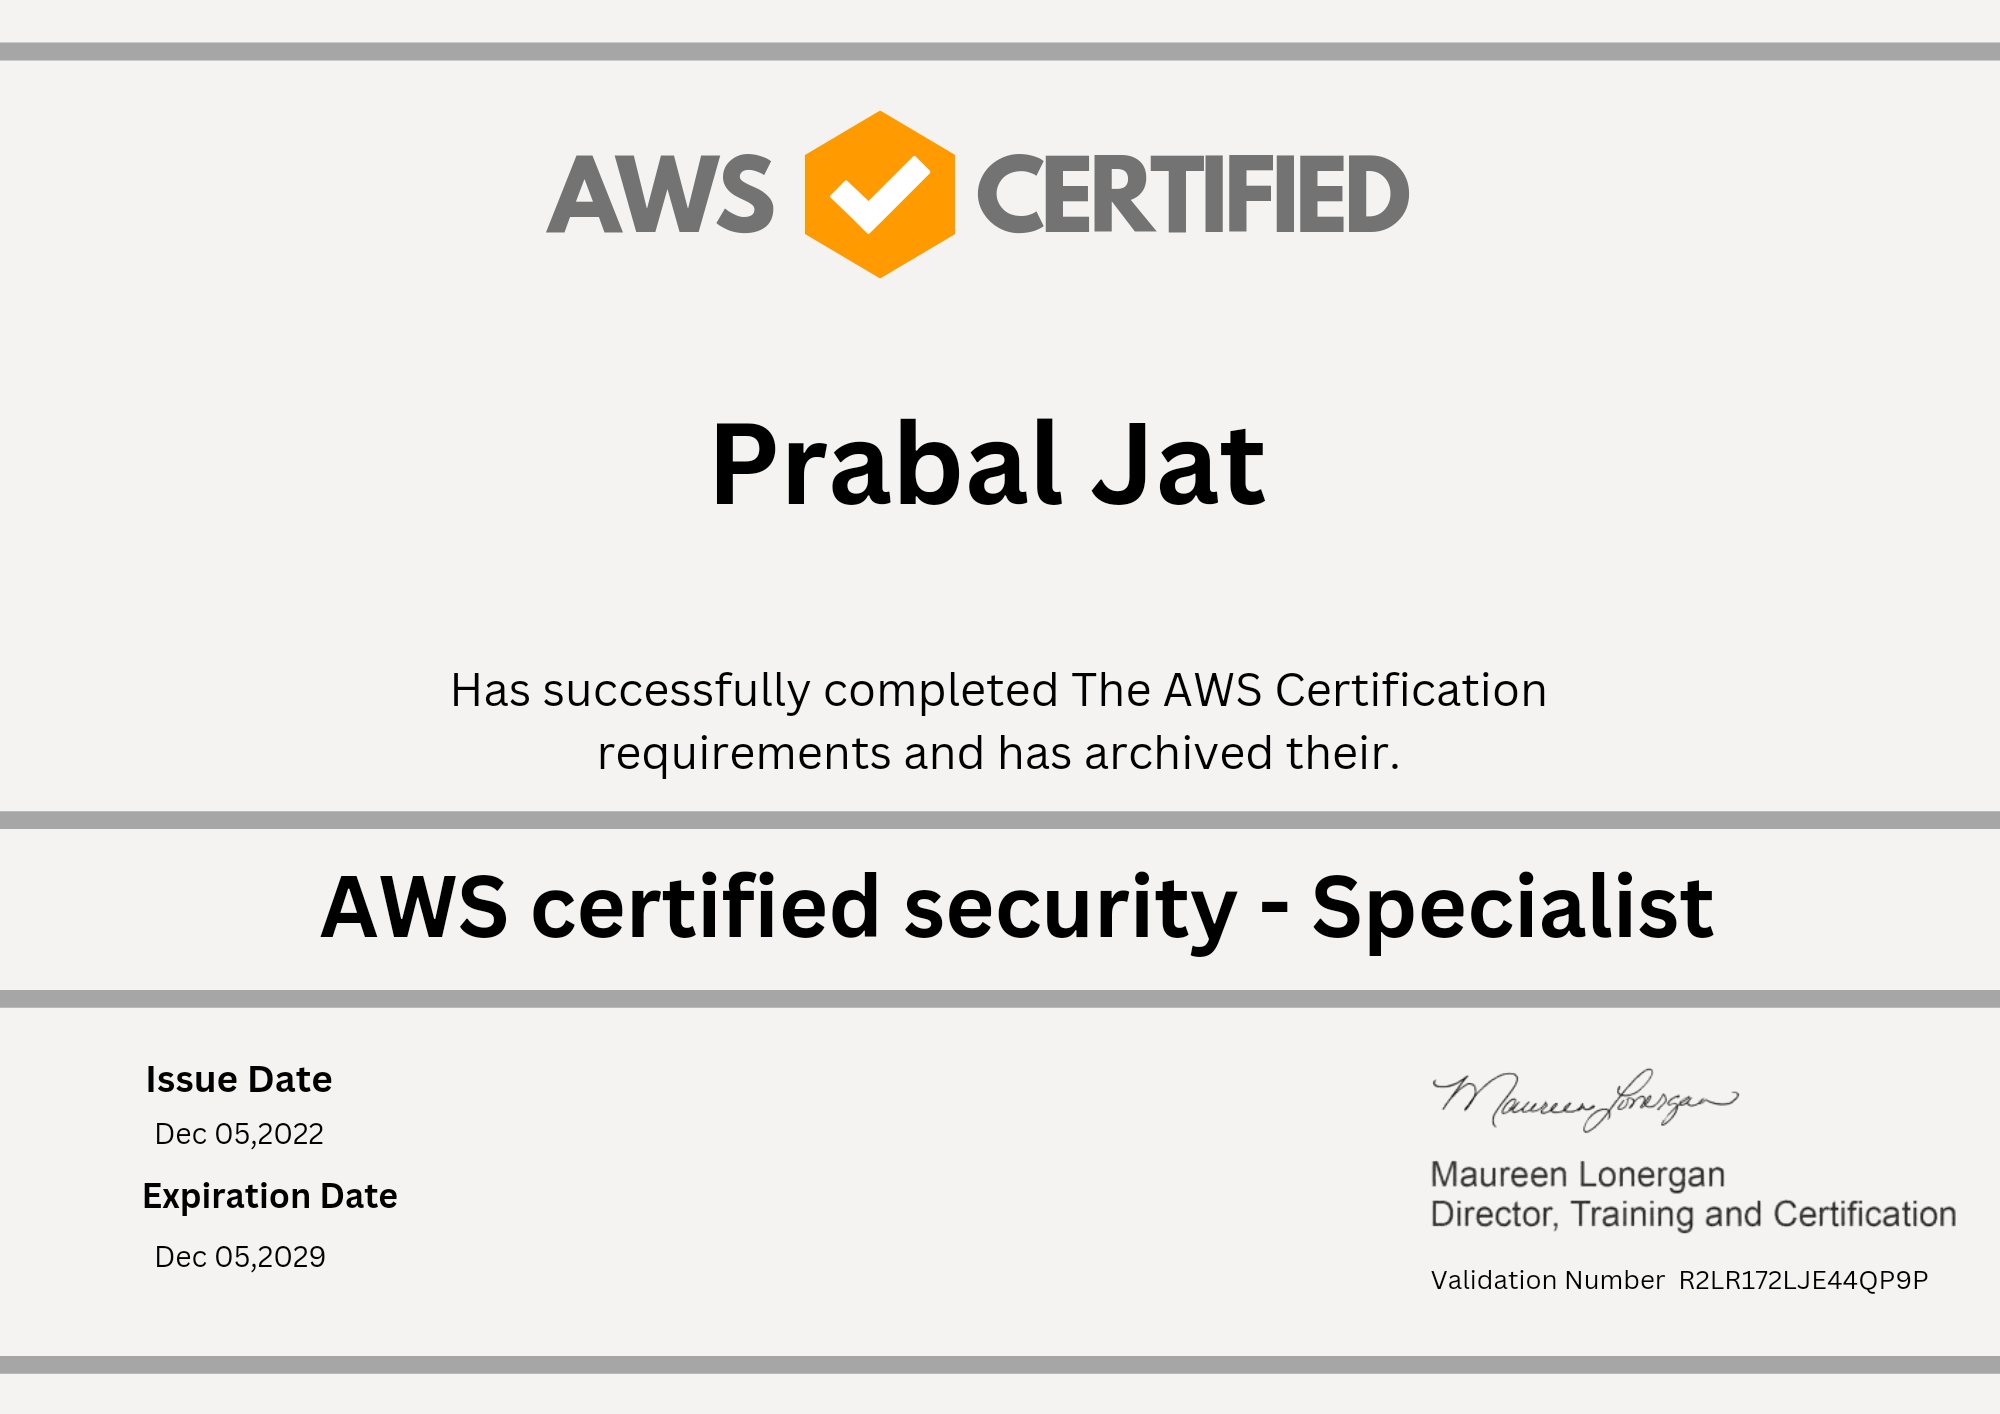 AWS CERTIFIED
Prabal Jat
Has successfully completed The AWS Certification
requirements and has archived their.
AWS certified security - Specialist
Issue Date
Dec 05,2022
Expiration Date
Dec 05,2029
Maureen Lonergan
Maureen Lonergan
Director, Training and Certification
Validation Number R2LR172LJE44QP9P